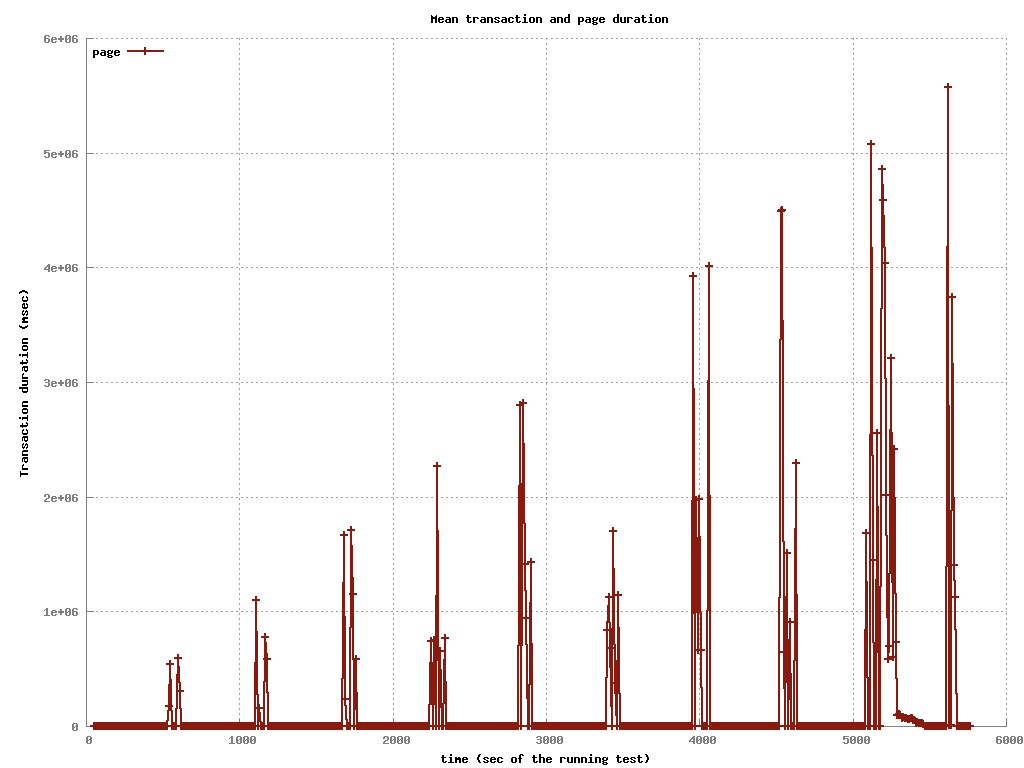 Mean transaction and page duration
6e+06
page
5e+06
4e+06
Transaction duration (msec)
3e+06
2e+06
1e+06
0
0 1000 2000 3000 4000 5000 6000
time (sec of the running test)